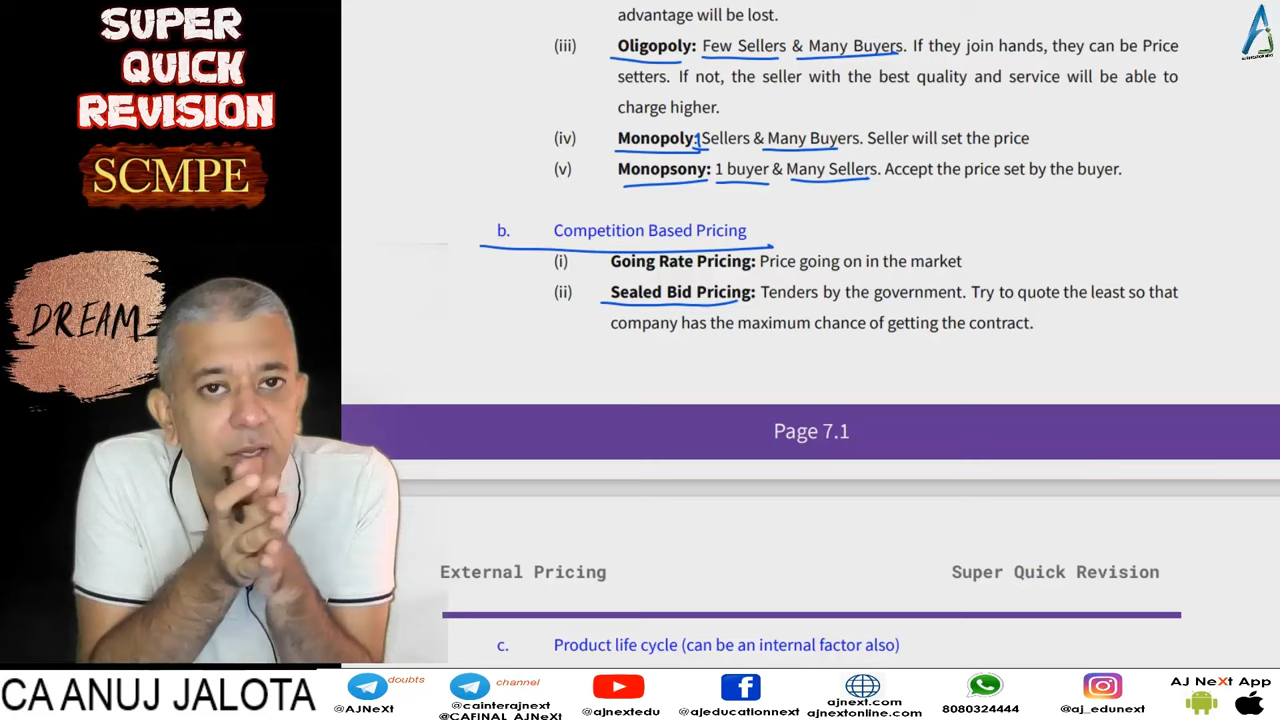 SUPER
QUICK
REVISION
SCMPE
DREAM
advantage will be lost.
(iii) Oligopoly: Few Sellers & Many Buyers. If they join hands, they can be Price
setters. If not, the seller with the best quality and service will be able to
charge higher.
(iv) Monopoly:1Sellers & Many Buyers. Seller will set the price
(v) Monopsony: 1 buyer & Many Sellers. Accept the price set by the buyer.
b. Competition Based Pricing
(i) Going Rate Pricing: Price going on in the market
(ii) Sealed Bid Pricing: Tenders by the government. Try to quote the least so that
company has the maximum chance of getting the contract.
Page 7.1
External Pricing Super Quick Revision
c. Product life cycle (can be an internal factor also)
CA ANUJ JALOTA
doubts
@AJNeXt
channel
@cainterajnext
@CAFINAL_AJNeXt
@ajnextedu
@ajeducationnext
ajnext.com
ajnextonline.com
8080324444
@aj_edunext
AJ NeXt App